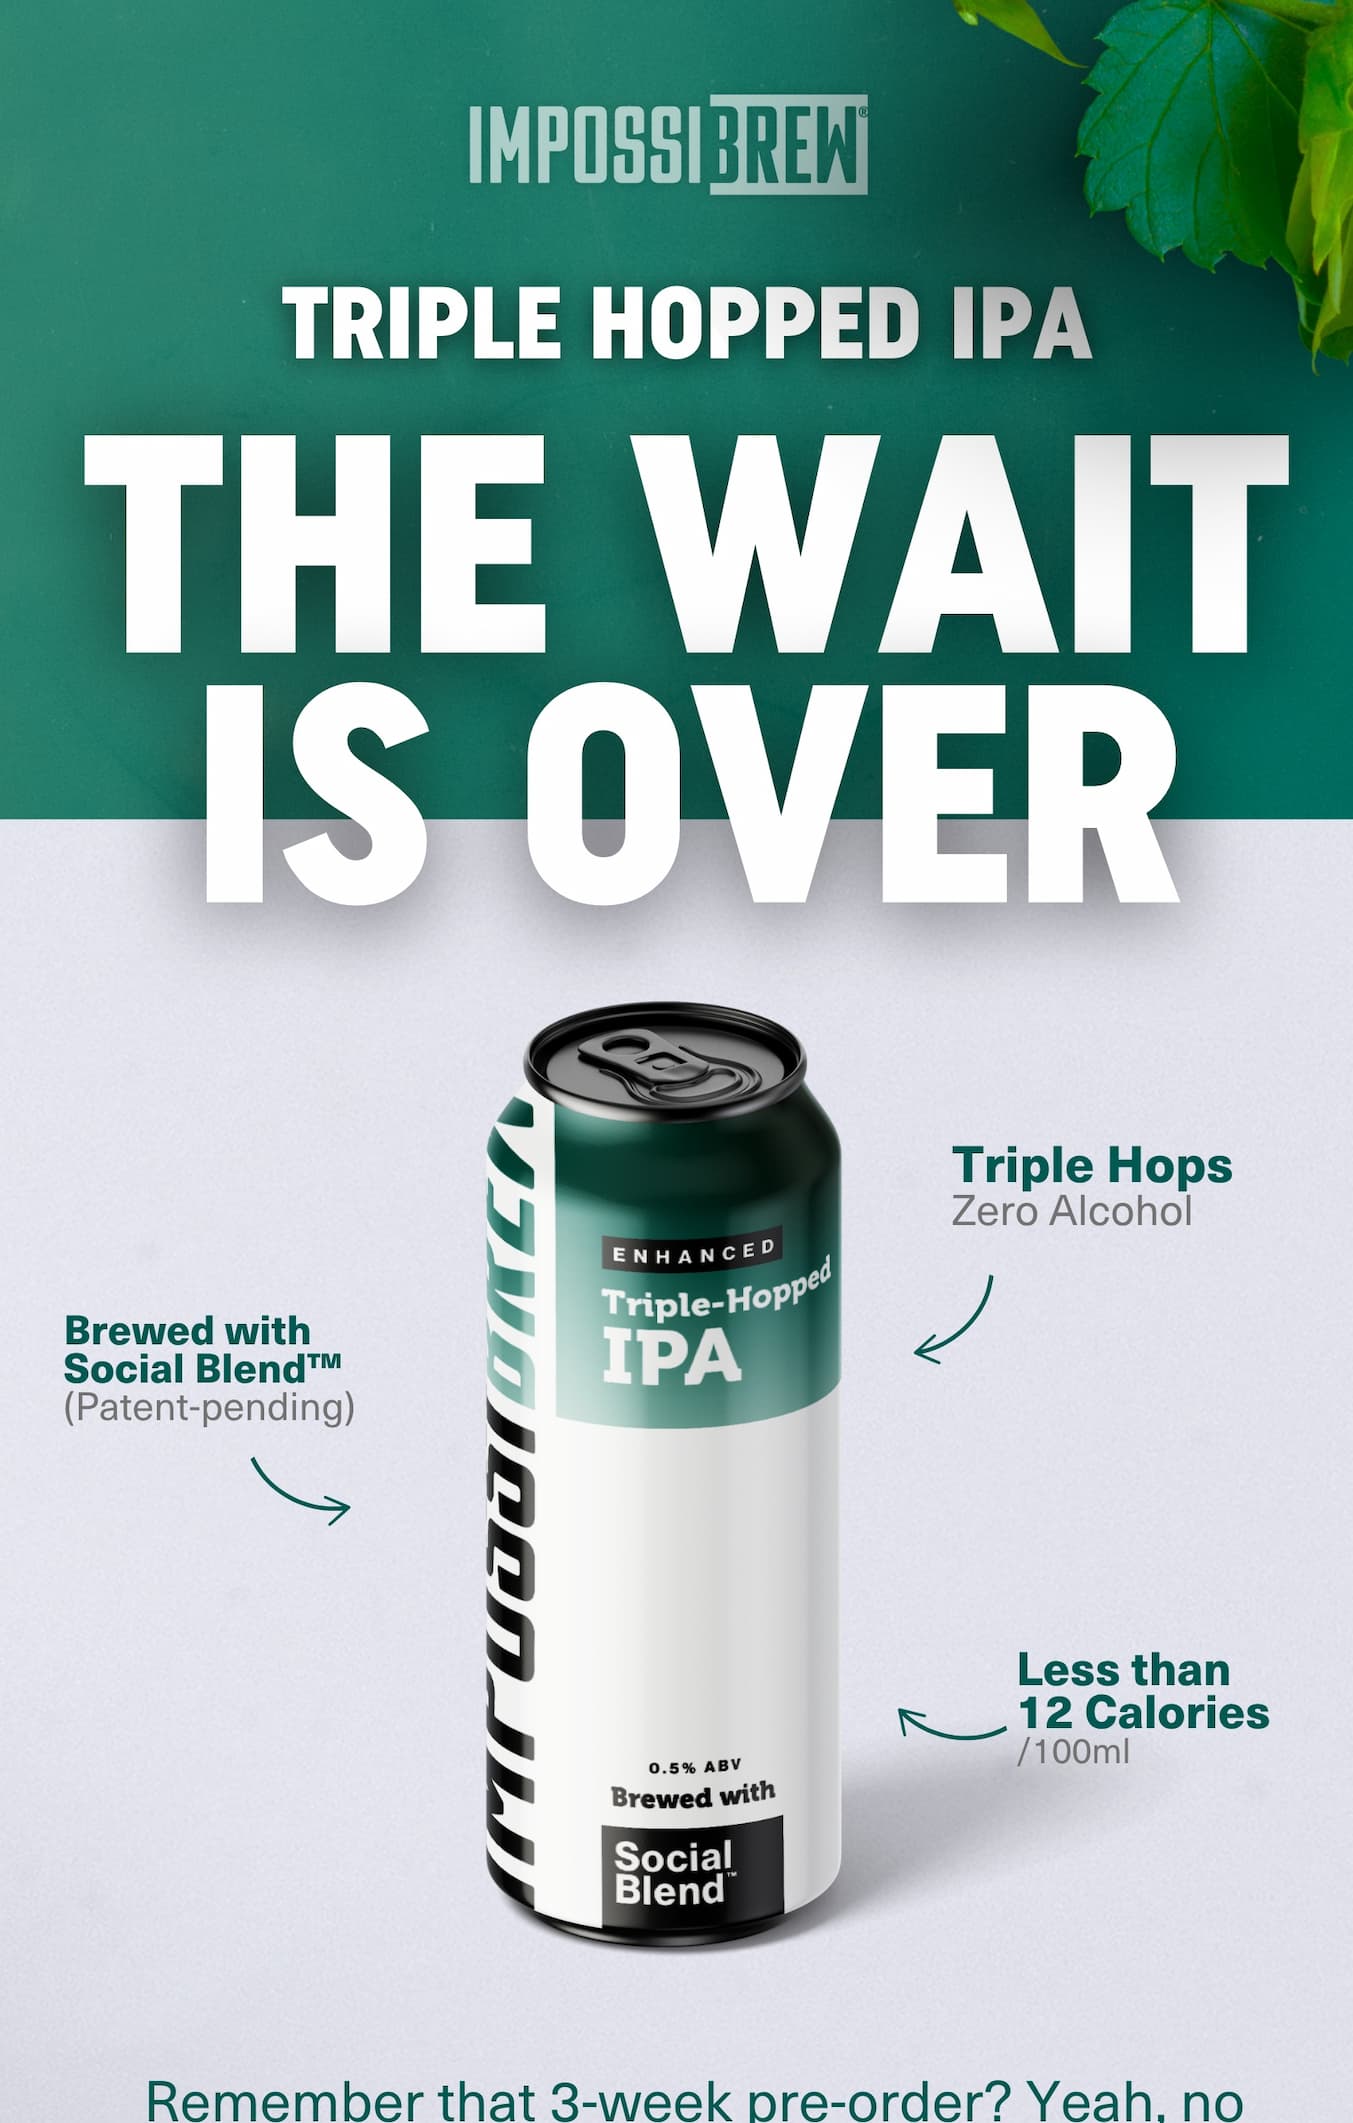 IMPOSSIBREW®
TRIPLE HOPPED IPA
THE WAIT
IS OVER
Triple Hops
Zero Alcohol
ENHANCED
Triple-Hopped
IPA
Brewed with
Social Blend™
(Patent-pending)
IMPOSSIBREW
Less than
12 Calories
/100ml
0.5% ABV
Brewed with
Social
Blend™
Remember that 3-week pre-order? Yeah, no